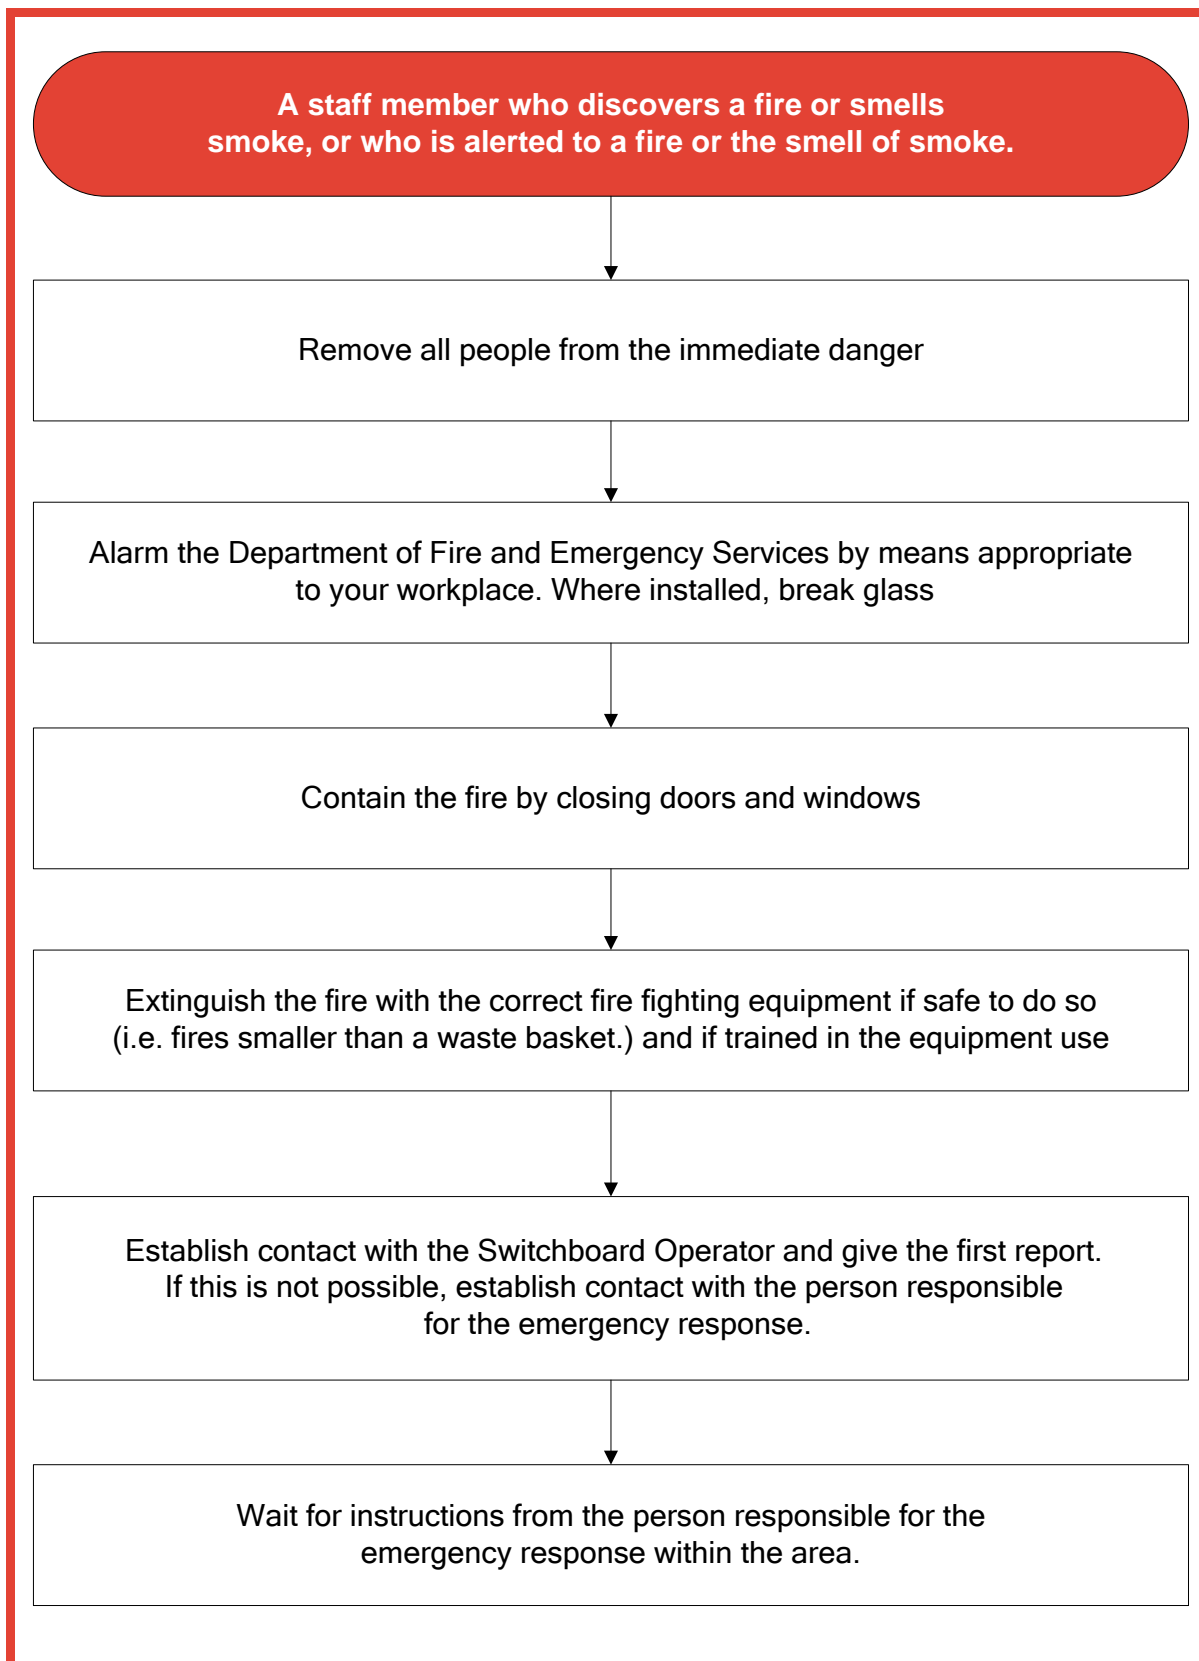 A staff member who discovers a fire or smells
smoke, or who is alerted to a fire or the smell of smoke.
Remove all people from the immediate danger
Alarm the Department of Fire and Emergency Services by means appropriate
to your workplace. Where installed, break glass
Contain the fire by closing doors and windows
Extinguish the fire with the correct fire fighting equipment if safe to do so
(i.e. fires smaller than a waste basket.) and if trained in the equipment use
Establish contact with the Switchboard Operator and give the first report.
If this is not possible, establish contact with the person responsible
for the emergency response.
Wait for instructions from the person responsible for the
emergency response within the area.